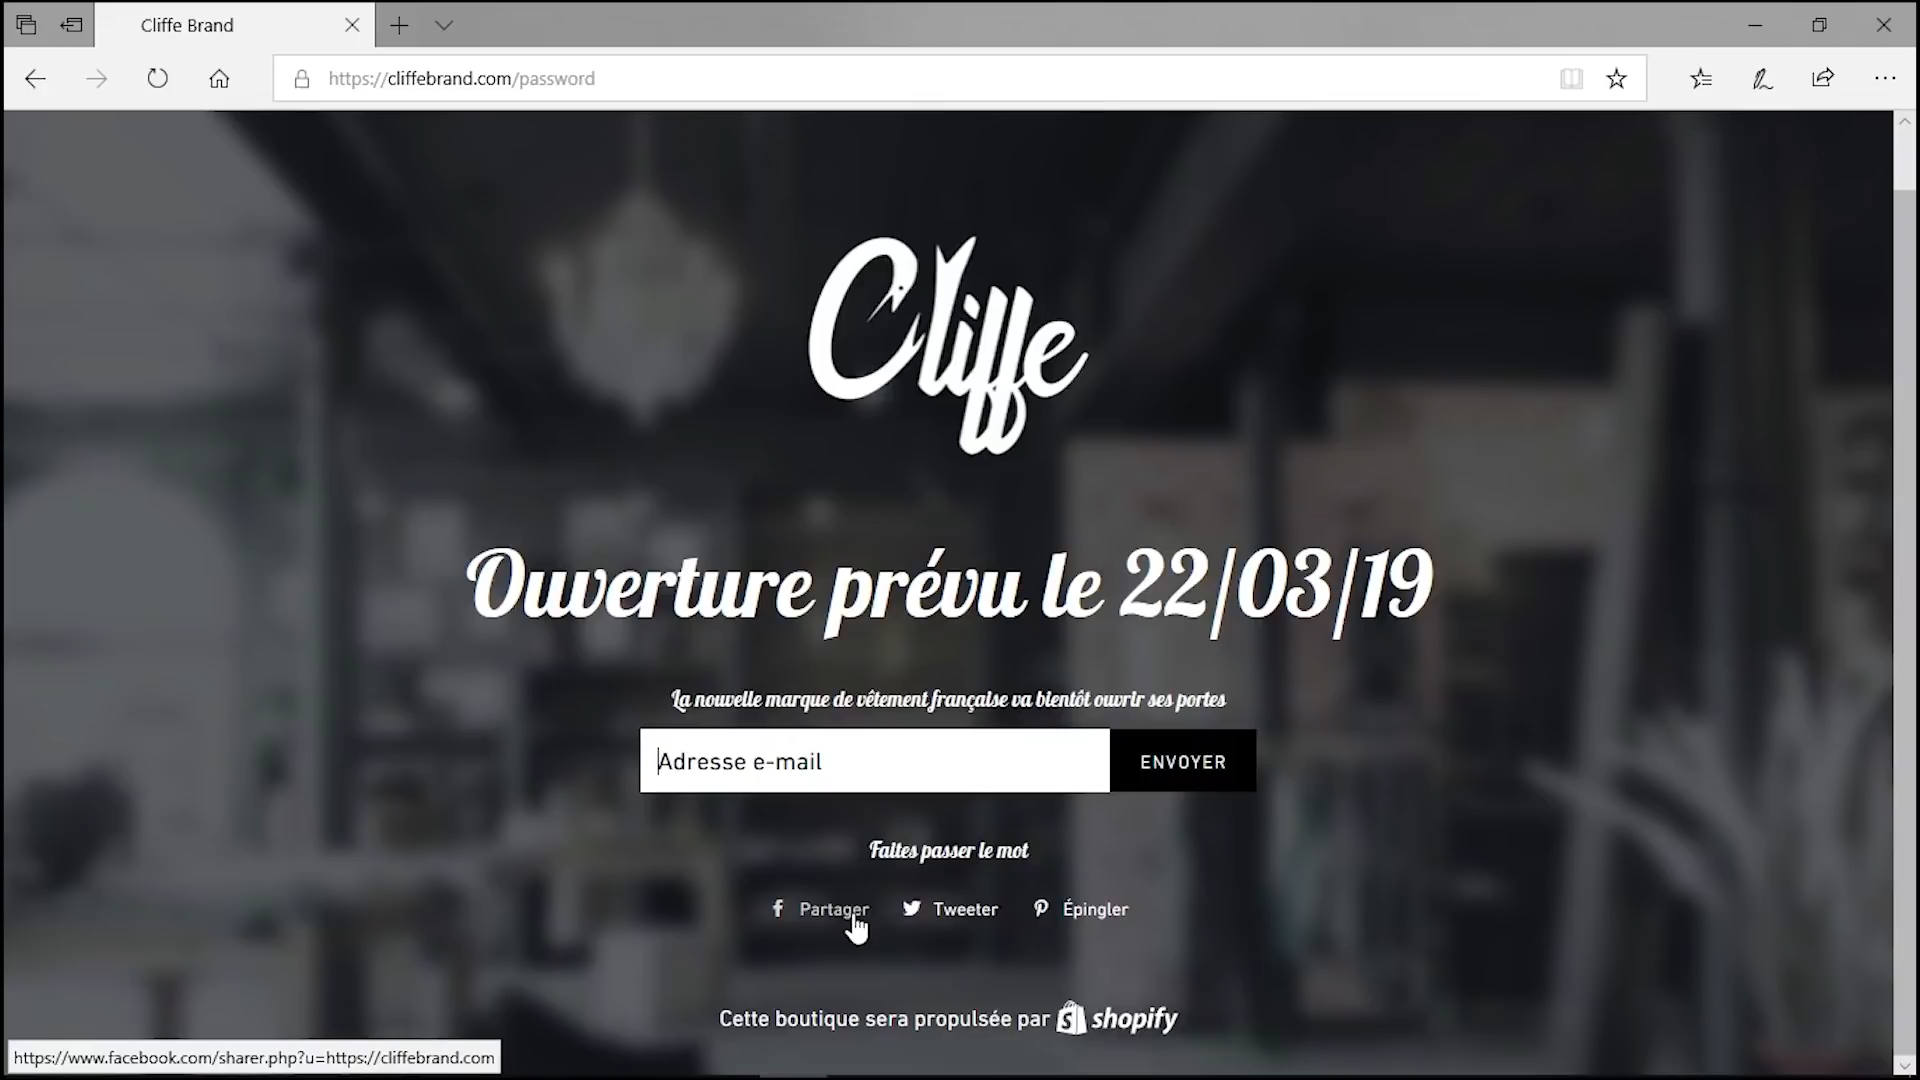 Cliffe Brand
https://cliffebrand.com/password
Cliffe
Ouverture prévu le 22/03/19
La nouvelle marque de vêtement française va bientôt ouvrir ses portes
Adresse e-mail
ENVOYER
Faites passer le mot
Partager Tweeter Épingler
Cette boutique sera propulsée par shopify
https://www.facebook.com/sharer.php?u=https://cliffebrand.com